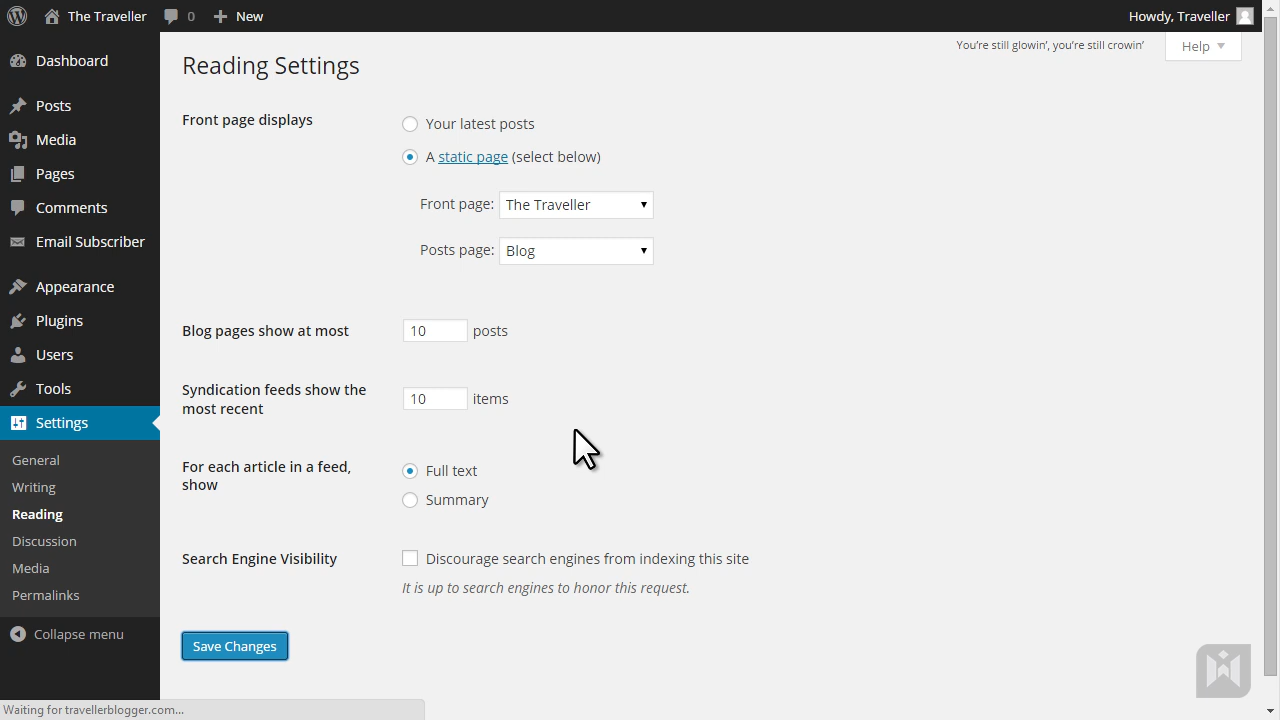 The Traveller 0 New Howdy, Traveller
You're still glowin', you're still crowin' Help
Dashboard
Posts
Media
Pages
Comments
Email Subscriber
Appearance
Plugins
Users
Tools
Settings
General
Writing
Reading
Discussion
Media
Permalinks
Collapse menu
Reading Settings
Front page displays
Your latest posts
A static page (select below)
Front page: The Traveller
Posts page: Blog
Blog pages show at most 10 posts
Syndication feeds show the
most recent
10 items
For each article in a feed,
show
Full text
Summary
Search Engine Visibility
Discourage search engines from indexing this site
It is up to search engines to honor this request.
Save Changes
Waiting for travellerblogger.com...